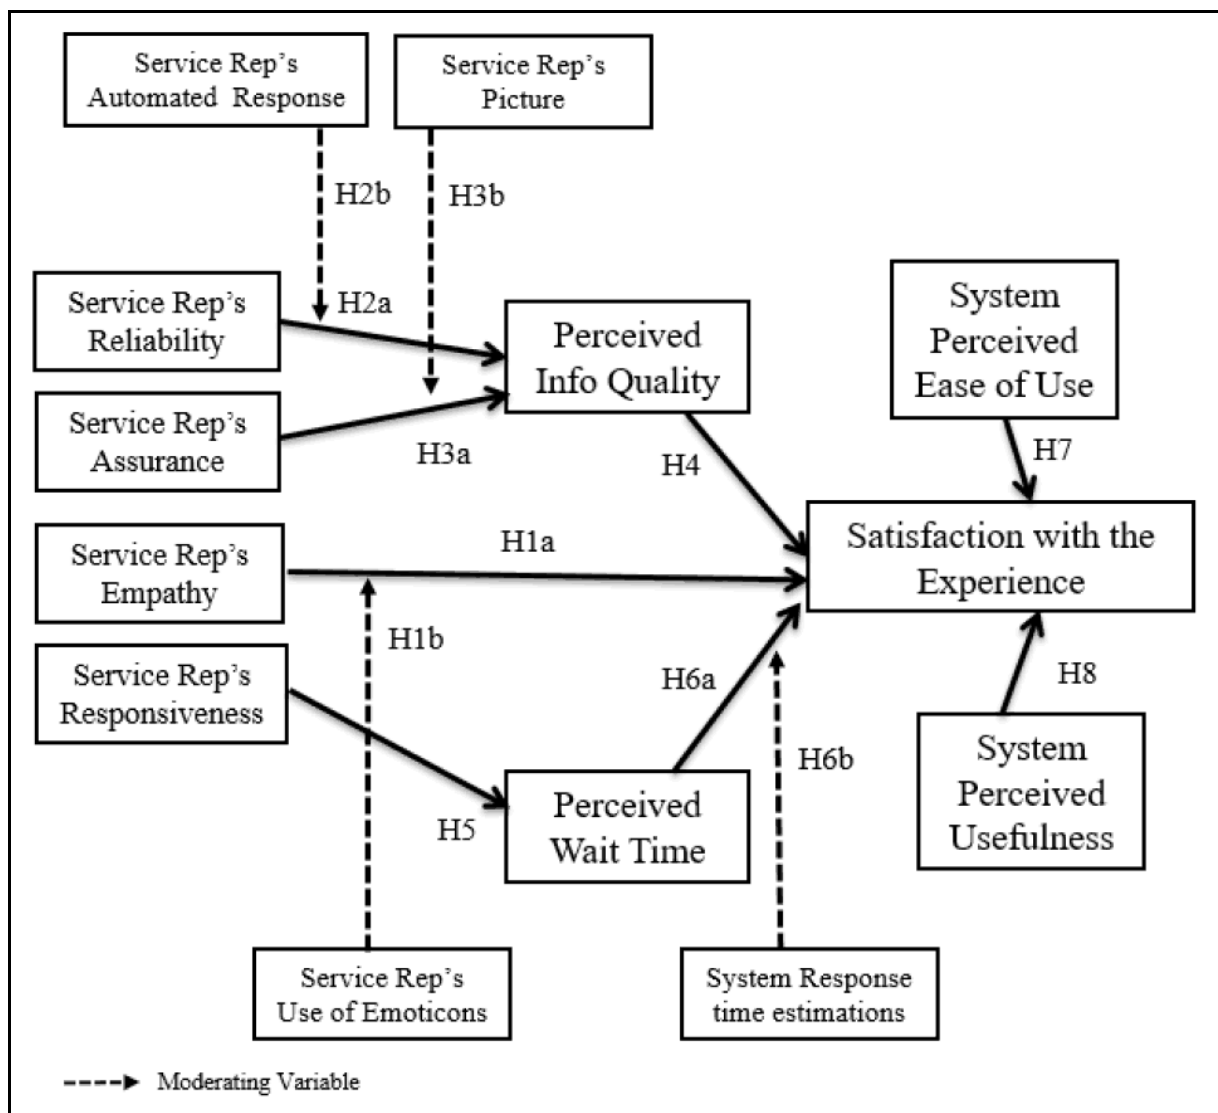 Service Rep’s
Automated  Response
Service Rep’s
Picture
H2b
H3b
Service Rep’s
Reliability
H2a
Perceived
Info Quality
System
Perceived
Ease of Use
Service Rep’s
Assurance
H3a
H4
H7
Service Rep’s
Empathy
H1a
Satisfaction with the
Experience
H1b
Service Rep’s
Responsiveness
H6a
H8
H5
Perceived
Wait Time
H6b
System
Perceived
Usefulness
Service Rep’s
Use of Emoticons
System Response
time estimations
Moderating Variable